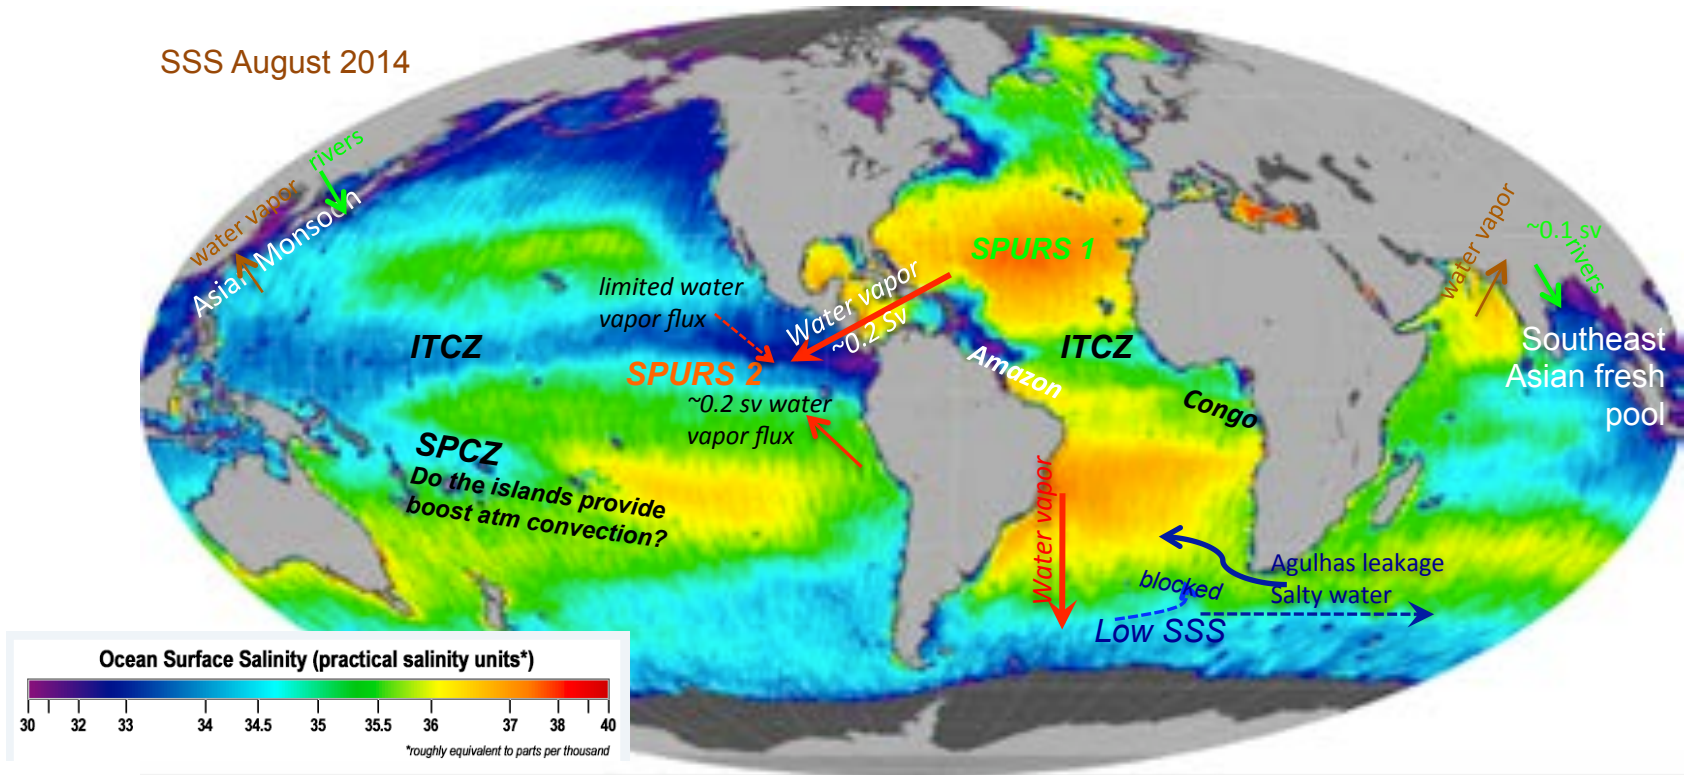 SSS August 2014
rivers
water vapor
Asian Monsoon
limited water
vapor flux
Water vapor
~0.2 Sv
SPURS 1
water vapor
~0.1 sv
rivers
ITCZ
SPURS 2
~0.2 sv water
vapor flux
Amazon
ITCZ
Congo
Southeast
Asian fresh
pool
SPCZ
Do the islands provide
boost atm convection?
Water vapor
Agulhas leakage
Salty water
blocked
Low SSS
Ocean Surface Salinity (practical salinity units*)
30 32 33 34 34.5 35 35.5 36 37 38 40
*roughly equivalent to parts per thousand